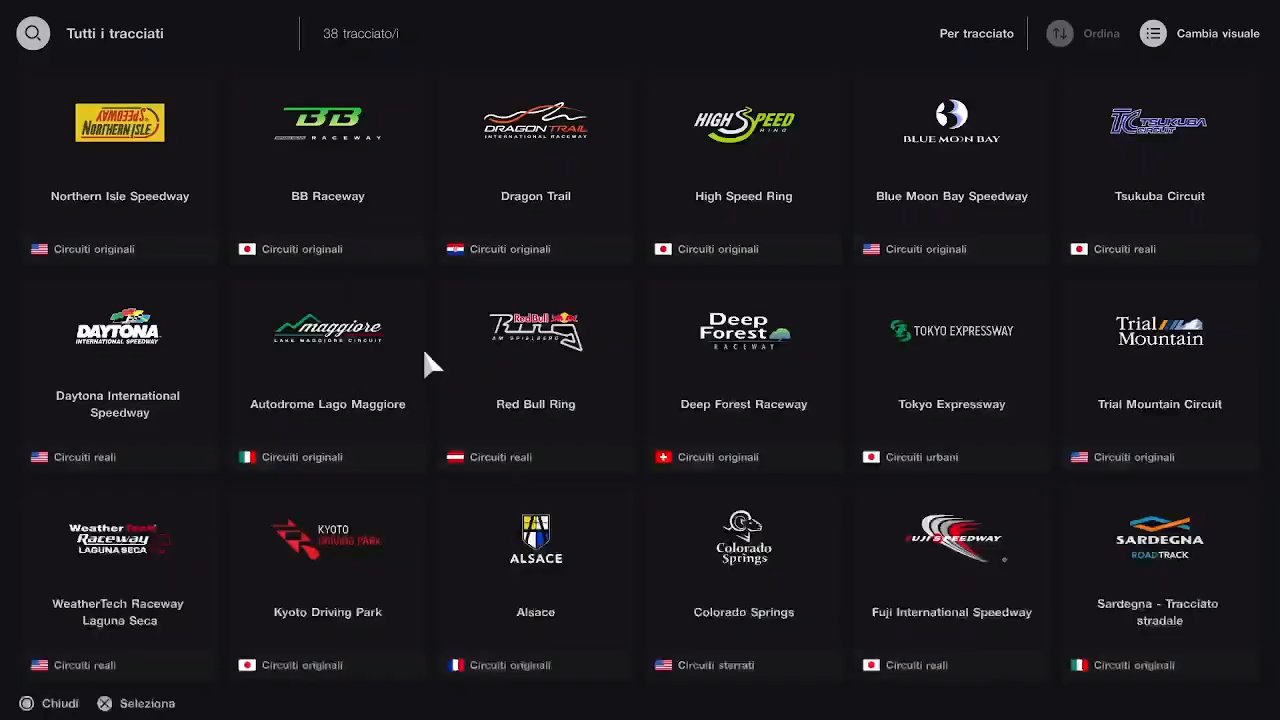 Tutti i tracciati
38 tracciato/i
Per tracciato
Ordina
Cambia visuale
NORTHERN ISLE
SPEEDWAY
BB
RACEWAY
DRAGON TRAIL
INTERNATIONAL RACEWAY
HIGH SPEED
RING
BLUE MOON BAY
TC TSUKUBA
CIRCUIT
Northern Isle Speedway
BB Raceway
Dragon Trail
High Speed Ring
Blue Moon Bay Speedway
Tsukuba Circuit
Circuiti originali
Circuiti originali
Circuiti originali
Circuiti originali
Circuiti originali
Circuiti reali
DAYTONA
INTERNATIONAL SPEEDWAY
maggiore
LAKE MAGGIORE CIRCUIT
Red Bull
Ring
AM SPIELBERG
Deep
Forest
RACEWAY
TOKYO EXPRESSWAY
Trial
Mountain
Daytona International
Speedway
Autodrome Lago Maggiore
Red Bull Ring
Deep Forest Raceway
Tokyo Expressway
Trial Mountain Circuit
Circuiti reali
Circuiti originali
Circuiti reali
Circuiti originali
Circuiti urbani
Circuiti originali
WeatherTech
Raceway
LAGUNA SECA
KYOTO
DRIVING PARK
ALSACE
Colorado
Springs
FUJI SPEEDWAY
SARDEGNA
ROAD TRACK
WeatherTech Raceway
Laguna Seca
Kyoto Driving Park
Alsace
Colorado Springs
Fuji International Speedway
Sardegna - Tracciato
stradale
Circuiti reali
Circuiti originali
Circuiti originali
Circuiti sterrati
Circuiti reali
Circuiti originali
Chiudi
Seleziona